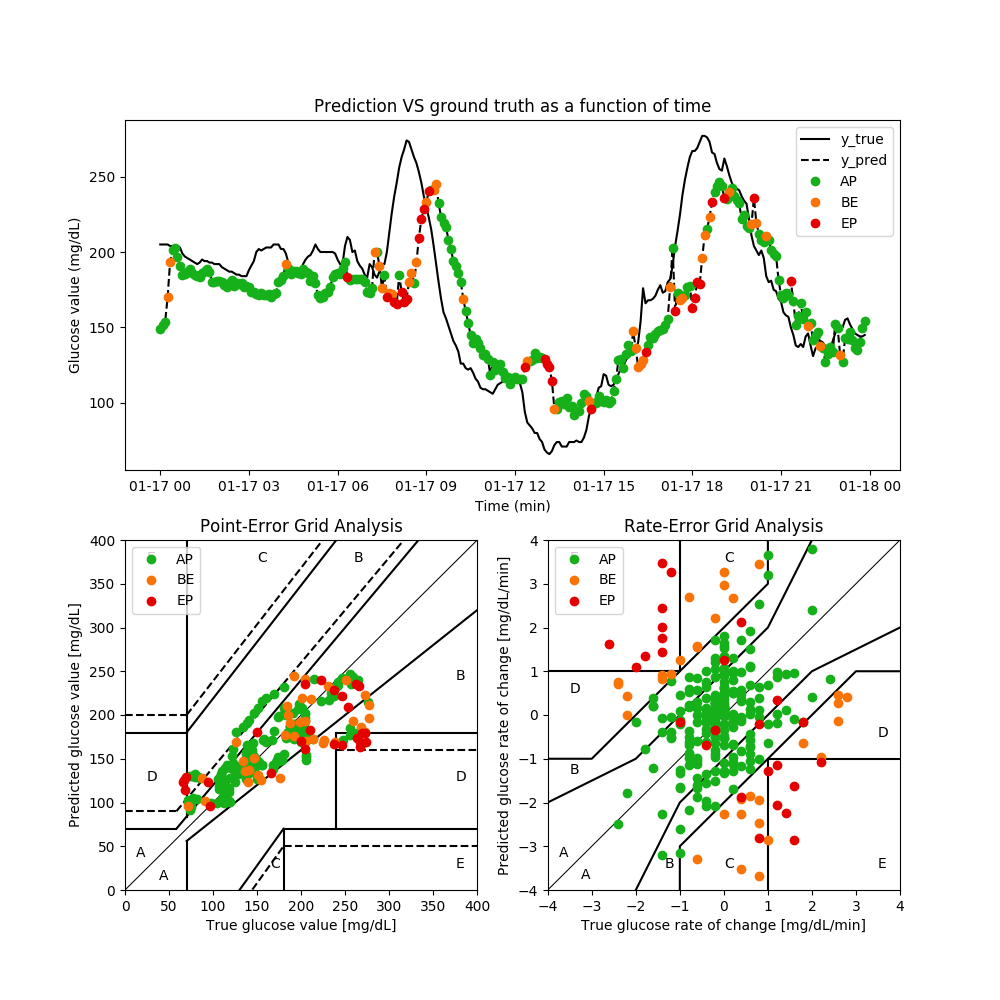 Prediction VS ground truth as a function of time
Glucose value (mg/dL)
250
200
150
100
y_true
y_pred
AP
BE
EP
01-17 00 01-17 03 01-17 06 01-17 09 01-17 12 01-17 15 01-17 18 01-17 21 01-18 00
Time (min)
Point-Error Grid Analysis
Predicted glucose value [mg/dL]
400
350
300
250
200
150
100
50
0
AP
BE
EP
C
B
B
D
D
A
A
C
E
0 50 100 150 200 250 300 350 400
True glucose value [mg/dL]
Rate-Error Grid Analysis
Predicted glucose rate of change [mg/dL/min]
4
3
2
1
0
−1
−2
−3
−4
AP
BE
EP
C
D
D
B
A
A
B
C
E
−4 −3 −2 −1 0 1 2 3 4
True glucose rate of change [mg/dL/min]